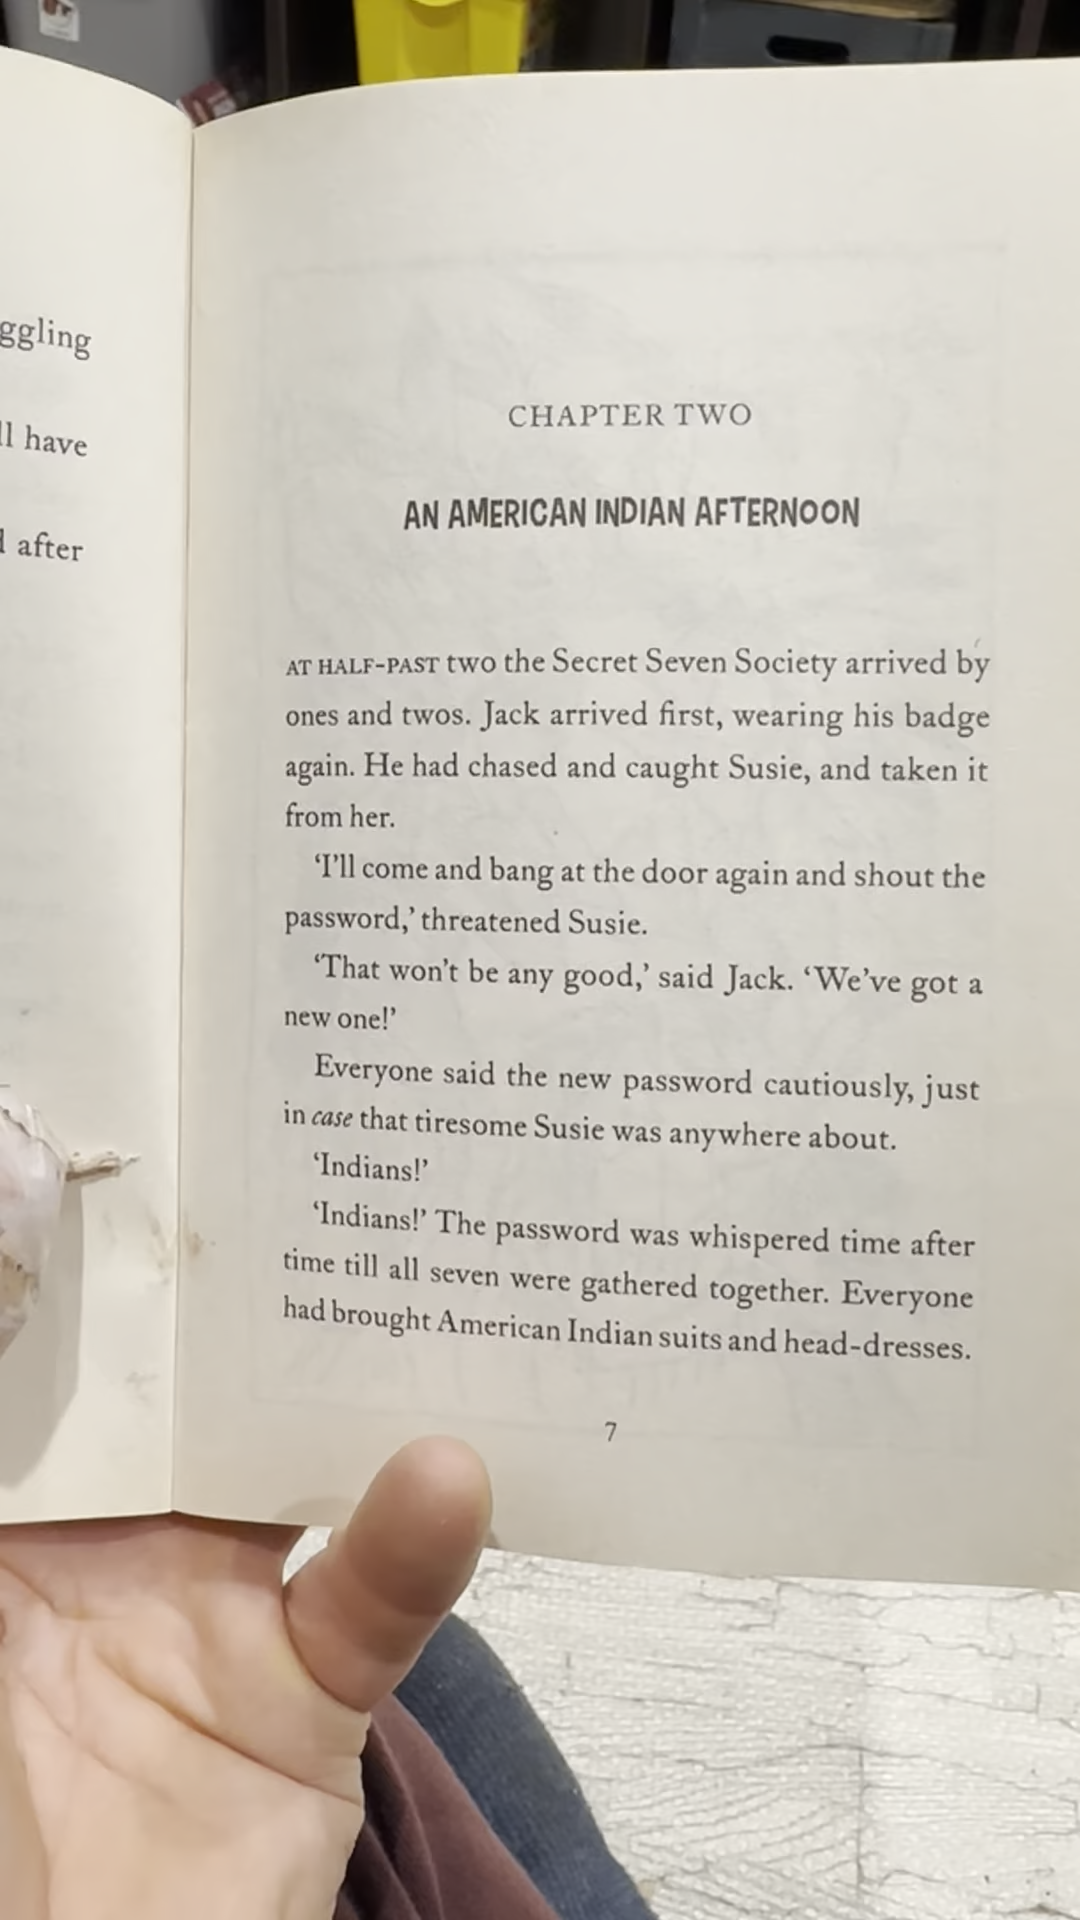 ggling
ll have
after
CHAPTER TWO
AN AMERICAN INDIAN AFTERNOON
AT HALF-PAST two the Secret Seven Society arrived by
ones and twos. Jack arrived first, wearing his badge
again. He had chased and caught Susie, and taken it
from her.
‘I’ll come and bang at the door again and shout the
password,’ threatened Susie.
‘That won’t be any good,’ said Jack. ‘We’ve got a
new one!’
Everyone said the new password cautiously, just
in case that tiresome Susie was anywhere about.
‘Indians!’
‘Indians!’ The password was whispered time after
time till all seven were gathered together. Everyone
had brought American Indian suits and head-dresses.
7